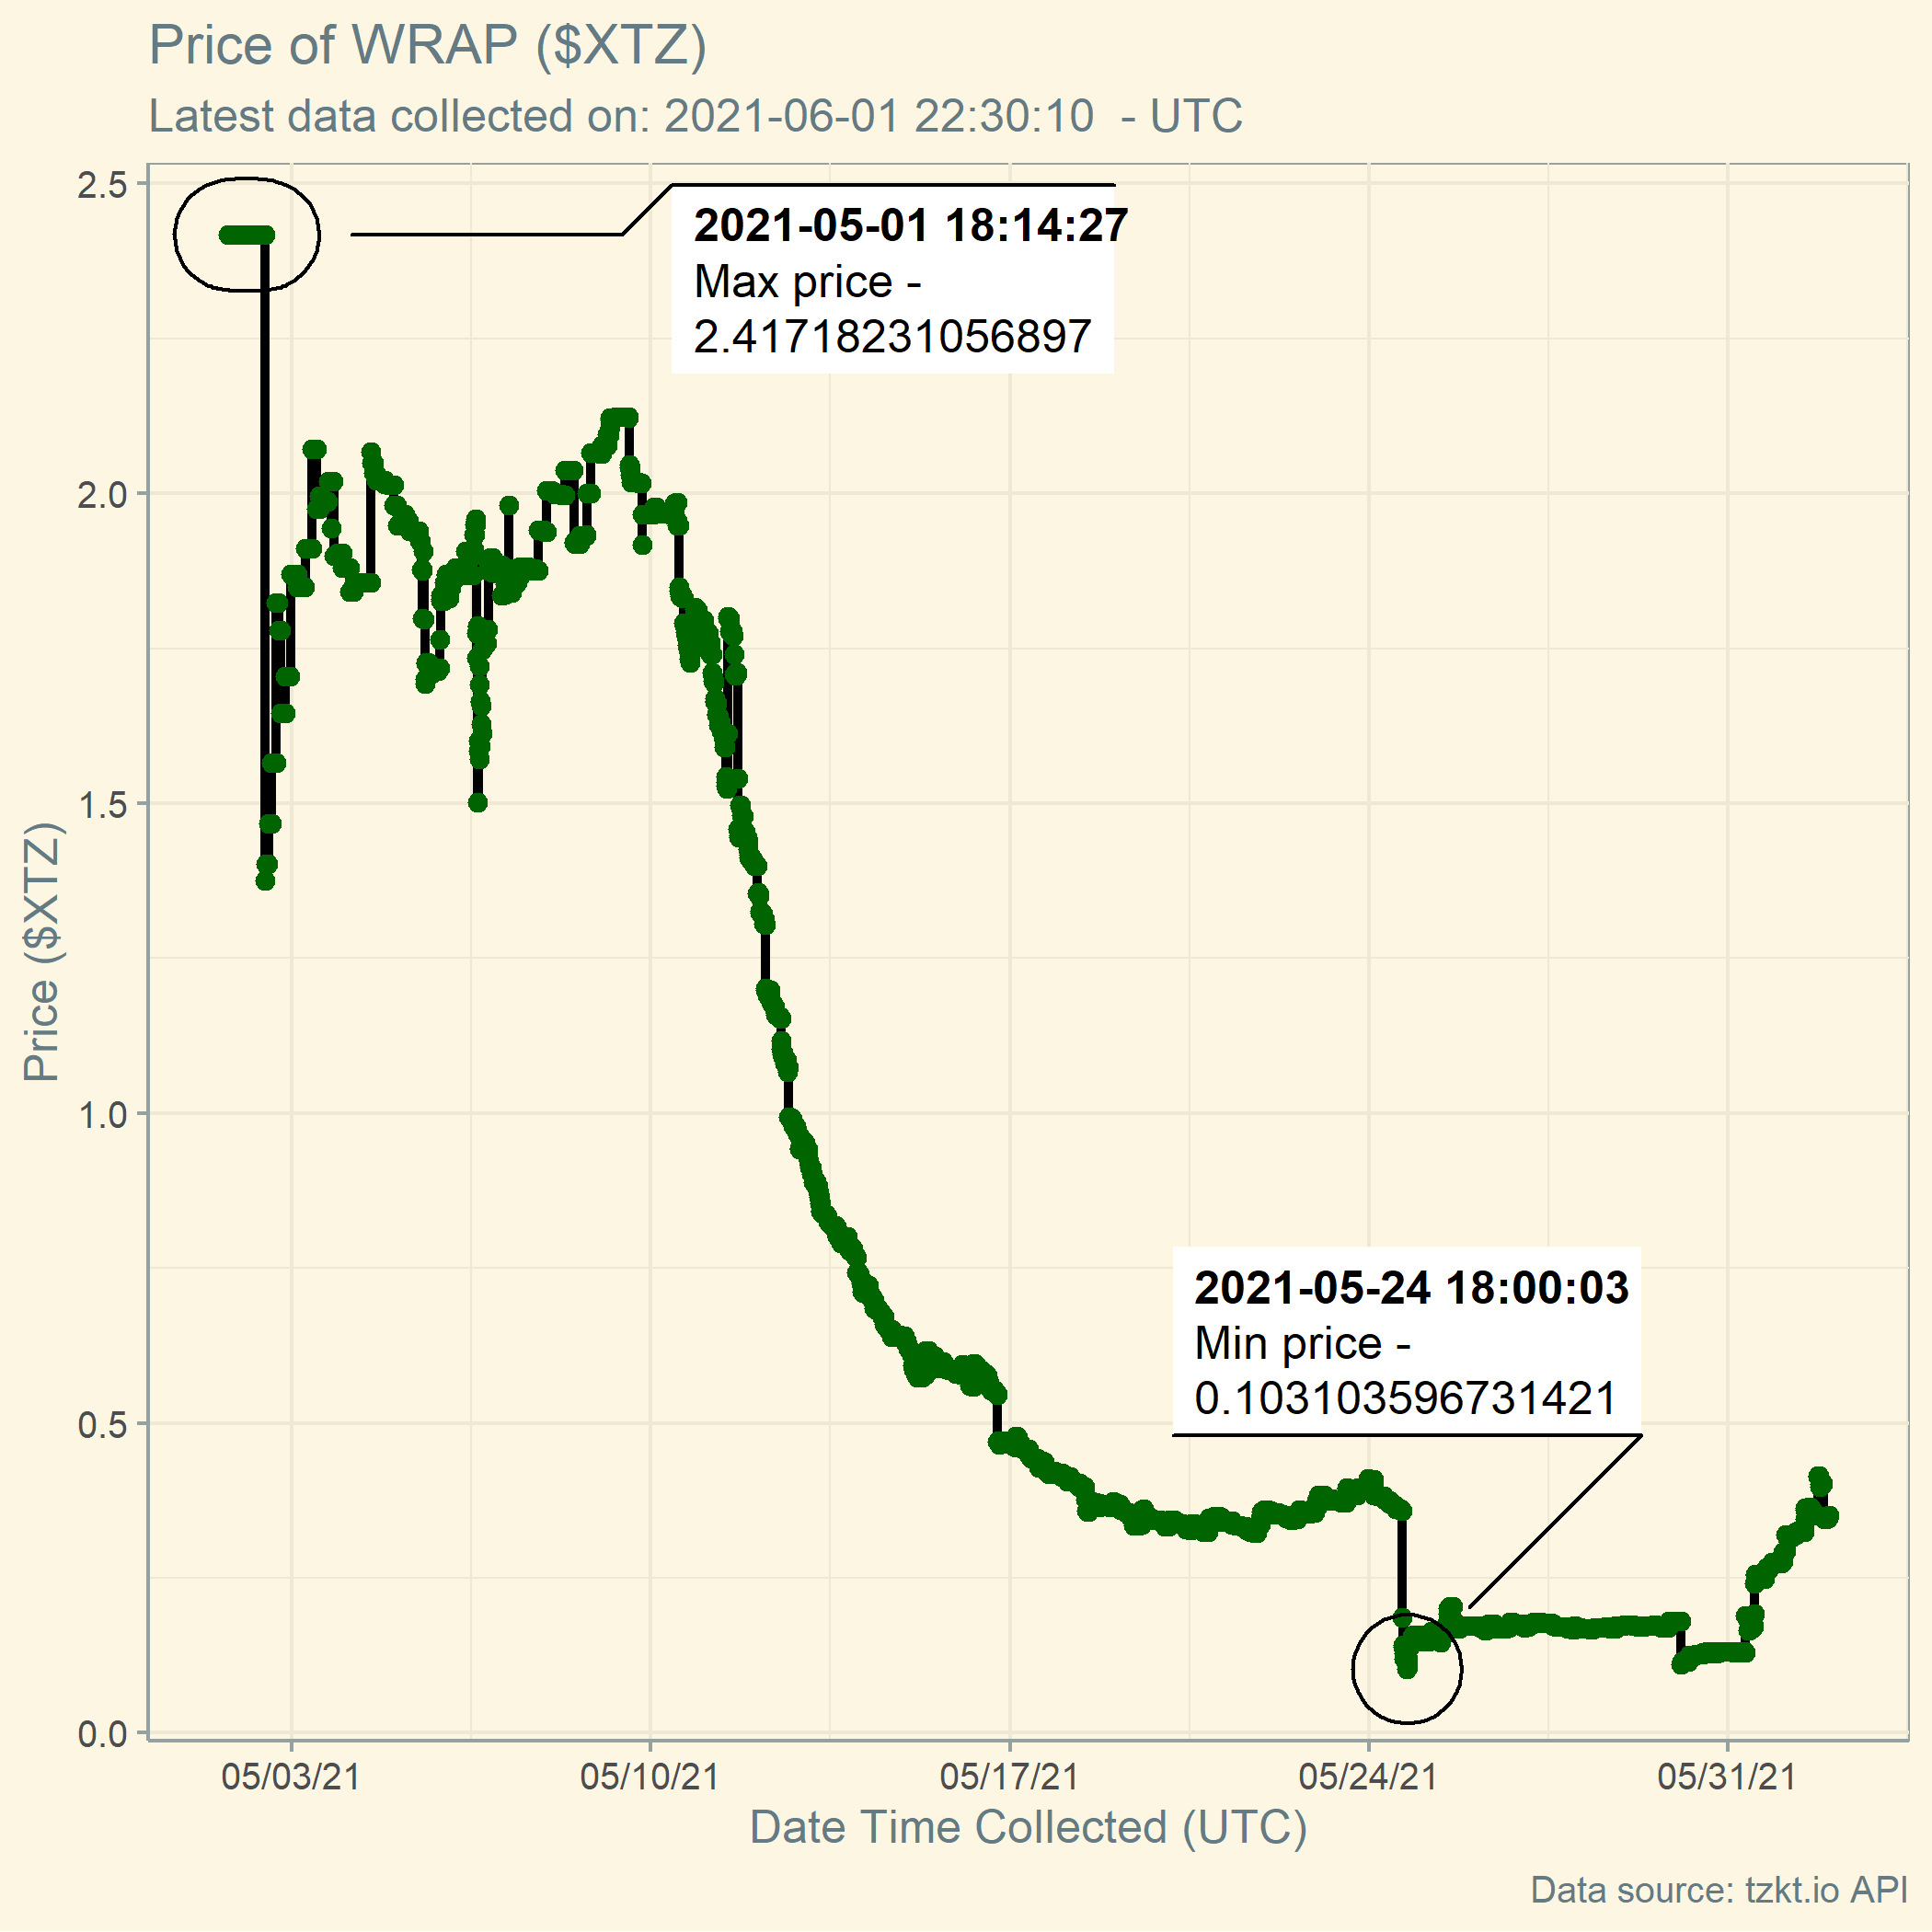 Price of WRAP ($XTZ)
Latest data collected on: 2021-06-01 22:30:10  - UTC
2.5
2.0
1.5
1.0
0.5
0.0
Price ($XTZ)
2021-05-01 18:14:27
Max price -
2.41718231056897
2021-05-24 18:00:03
Min price -
0.103103596731421
05/03/21
05/10/21
05/17/21
05/24/21
05/31/21
Date Time Collected (UTC)
Data source: tzkt.io API